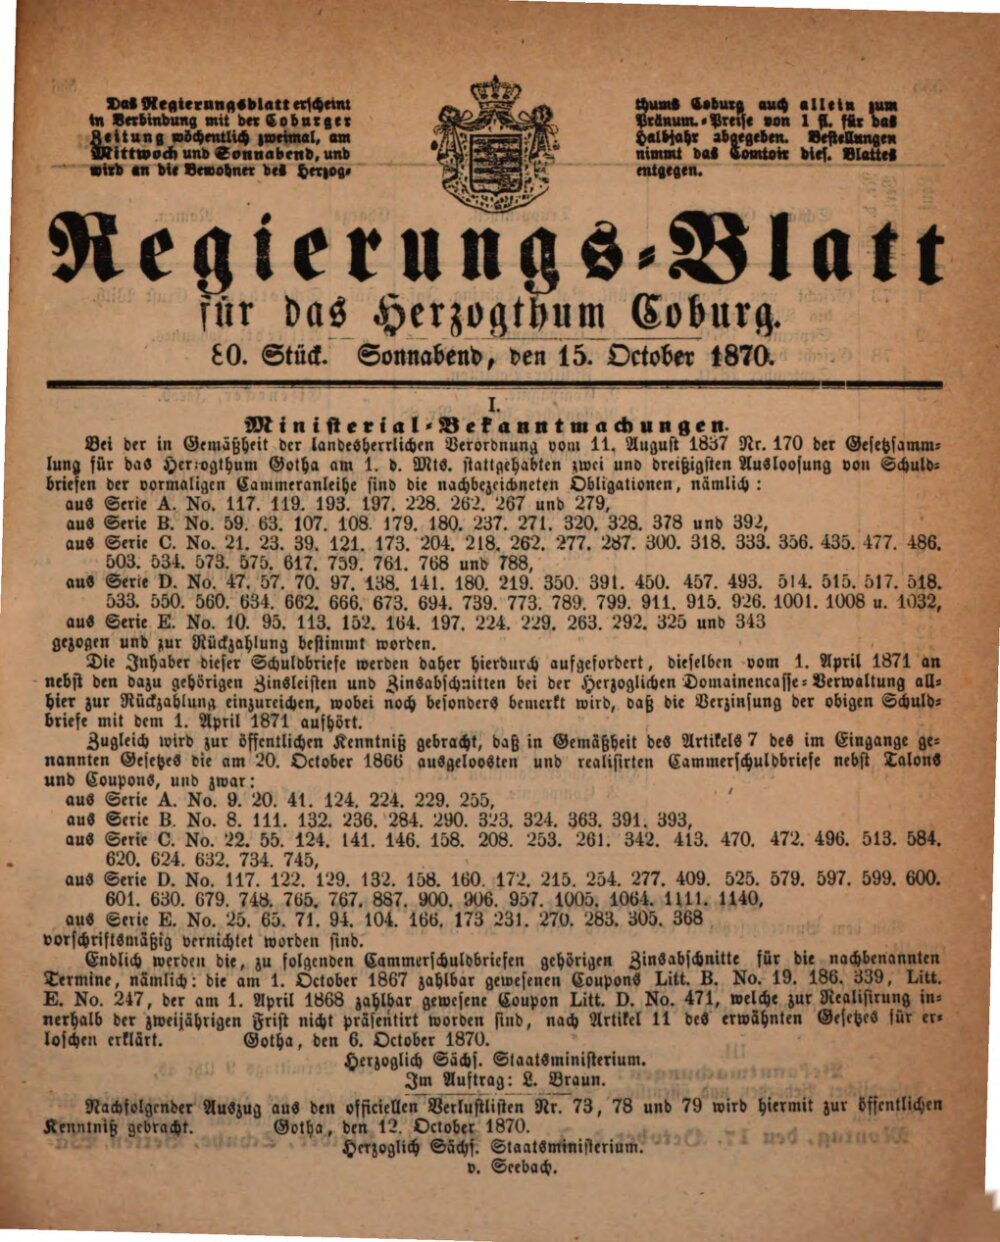 Das Regierungsblatt erscheint
in Verbindung mit der Coburger
Zeitung wöchentlich zweimal, am
Mittwoch und Sonnabend, und
wird an die Bewohner des Herzog-
thums Coburg auch allein zum
Pränum.-Preise von 1 fl. für das
Halbjahr abgegeben. Bestellungen
nimmt das Comtoir dies. Blattes
entgegen.
Regierungs-Blatt
für das Herzogthum Coburg.
80. Stück. Sonnabend, den 15. October 1870.
I.
Ministerial-Bekanntmachungen.
Bei der in Gemäßheit der landesherrlichen Verordnung vom 11. August 1837 Nr. 170 der Gesetzsamm-
lung für das Herzogthum Gotha am 1. d. Mts. stattgehabten zwei und dreißigsten Ausloosung von Schuld-
briefen der vormaligen Cammeranleihe sind die nachbezeichneten Obligationen, nämlich:
aus Serie A. No. 117. 119. 193. 197. 228. 262. 267 und 279,
aus Serie B. No. 59. 63. 107. 108. 179. 180. 237. 271. 320. 328. 378 und 392,
aus Serie C. No. 21. 23. 39. 121. 173. 204. 218. 262. 277. 287. 300. 318. 333. 356. 435. 477. 486.
503. 534. 573. 575. 617. 759. 761. 768 und 788,
aus Serie D. No. 47. 57. 70. 97. 138. 141. 180. 219. 350. 391. 450. 457. 493. 514. 515. 517. 518.
533. 550. 560. 634. 662. 666. 673. 694. 739. 773. 789. 799. 911. 915. 926. 1001. 1008 u. 1032,
aus Serie E. No. 10. 95. 113. 152. 164. 197. 224. 229. 263. 292. 325 und 343
gezogen und zur Rückzahlung bestimmt worden.
Die Inhaber dieser Schuldbriefe werden daher hierdurch aufgefordert, dieselben vom 1. April 1871 an
nebst den dazu gehörigen Zinsleisten und Zinsabschnitten bei der Herzoglichen Domainencasse-Verwaltung all-
hier zur Rückzahlung einzureichen, wobei noch besonders bemerkt wird, daß die Verzinsung der obigen Schuld-
briefe mit dem 1. April 1871 aufhört.
Zugleich wird zur öffentlichen Kenntniß gebracht, daß in Gemäßheit des Artikels 7 des im Eingange ge-
nannten Gesetzes die am 20. October 1866 ausgeloosten und realisirten Cammerschuldbriefe nebst Talons
und Coupons, und zwar:
aus Serie A. No. 9. 20. 41. 124. 224. 229. 255,
aus Serie B. No. 8. 111. 132. 236. 284. 290. 323. 324. 363. 391. 393,
aus Serie C. No. 22. 55. 124. 141. 146. 158. 208. 253. 261. 342. 413. 470. 472. 496. 513. 584.
620. 624. 632. 734. 745,
aus Serie D. No. 117. 122. 129. 132. 158. 160. 172. 215. 254. 277. 409. 525. 579. 597. 599. 600.
601. 630. 679. 748. 765. 767. 887. 900. 906. 957. 1005. 1064. 1111. 1140,
aus Serie E. No. 25. 65. 71. 94. 104. 166. 173 231. 270. 283. 305. 368
vorschriftsmäßig vernichtet worden sind.
Endlich werden die, zu folgenden Cammerschuldbriefen gehörigen Zinsabschnitte für die nachbenannten
Termine, nämlich: die am 1. October 1867 zahlbar gewesenen Coupons Litt. B. No. 19. 186. 339, Litt.
E. No. 247, der am 1. April 1868 zahlbar gewesene Coupon Litt. D. No. 471, welche zur Realisirung in-
nerhalb der zweijährigen Frist nicht präsentirt worden sind, nach Artikel 11 des erwähnten Gesetzes für er-
loschen erklärt. Gotha, den 6. October 1870.
Herzoglich Sächs. Staatsministerium.
Im Auftrag: L. Braun.
Nachfolgender Auszug aus den officiellen Verlustlisten Nr. 73, 78 und 79 wird hiermit zur öffentlichen
Kenntniß gebracht. Gotha, den 12. October 1870.
Herzoglich Sächs. Staatsministerium.
v. Seebach.